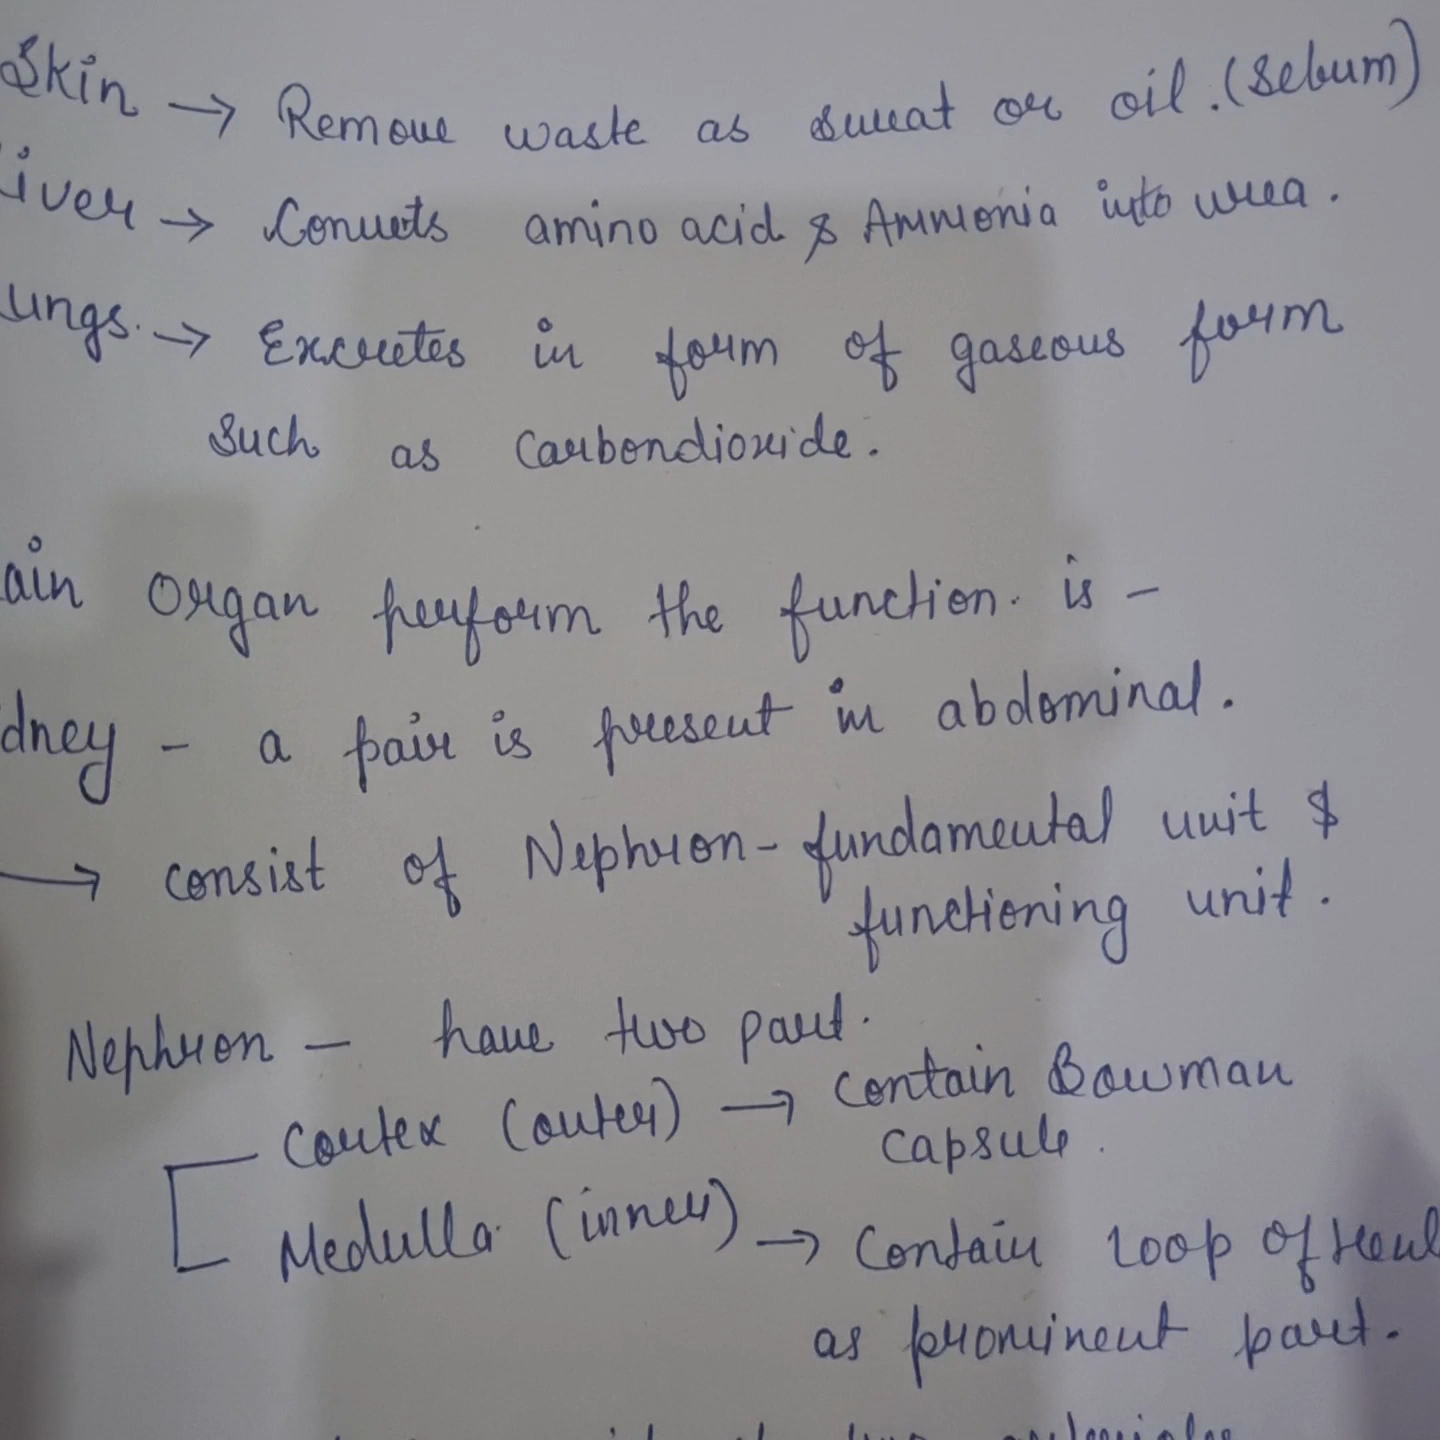 Skin → Remove waste as sweat or oil. (Sebum)
iver → Converts amino acid & Ammonia into urea.
ungs. → Excretes in form of gaseous form
Such as Carbondioxide.
ain Organ perform the function. is -
dney - a pair is present in abdominal.
→ consist of Nephron - fundamental unit &
functioning unit.
Nephron - have two part.
Cortex (outer) → Contain Bowman
capsule.
Medulla (inner) → Contain Loop of Henl
as prominent part.